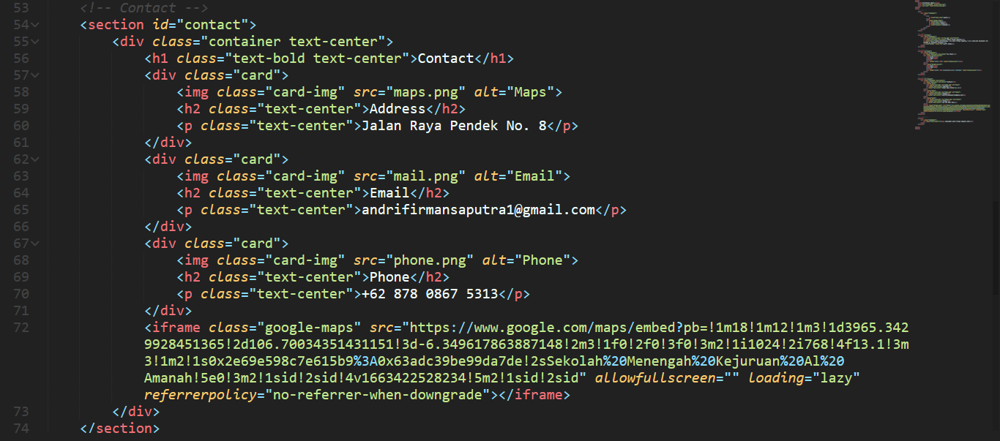 53 <!-- Contact -->
54 <section id="contact">
55 <div class="container text-center">
56 <h1 class="text-bold text-center">Contact</h1>
57 <div class="card">
58 <img class="card-img" src="maps.png" alt="Maps">
59 <h2 class="text-center">Address</h2>
60 <p class="text-center">Jalan Raya Pendek No. 8</p>
61 </div>
62 <div class="card">
63 <img class="card-img" src="mail.png" alt="Email">
64 <h2 class="text-center">Email</h2>
65 <p class="text-center">andrifirmansaputra1@gmail.com</p>
66 </div>
67 <div class="card">
68 <img class="card-img" src="phone.png" alt="Phone">
69 <h2 class="text-center">Phone</h2>
70 <p class="text-center">+62 878 0867 5313</p>
71 </div>
72 <iframe class="google-maps" src="https://www.google.com/maps/embed?pb=!1m18!1m12!1m3!1d3965.342
9928451365!2d106.70034351431151!3d-6.349617863887148!2m3!1f0!2f0!3f0!3m2!1i1024!2i768!4f13.1!3m
3!1m2!1s0x2e69e598c7e615b9%3A0x63adc39be99da7de!2sSekolah%20Menengah%20Kejuruan%20Al%20
Amanah!5e0!3m2!1sid!2sid!4v1663422528234!5m2!1sid!2sid" allowfullscreen="" loading="lazy"
referrerpolicy="no-referrer-when-downgrade"></iframe>
73 </div>
74 </section>